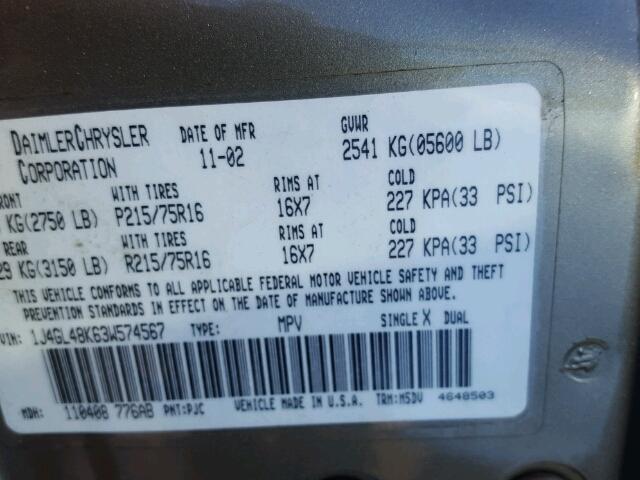 DAIMLERCHRYSLER CORPORATION DATE OF MFR 11-02 GVWR 2541 KG(05600 LB)
RONT WITH TIRES RIMS AT COLD
KG(2750 LB) P215/75R16 16X7 227 KPA(33 PSI)
REAR WITH TIRES RIMS AT COLD
29 KG(3150 LB) R215/75R16 16X7 227 KPA(33 PSI)
THIS VEHICLE CONFORMS TO ALL APPLICABLE FEDERAL MOTOR VEHICLE SAFETY AND THEFT
PREVENTION STANDARDS IN EFFECT ON THE DATE OF MANUFACTURE SHOWN ABOVE.
VIN: 1J4GL48K63W574567 TYPE: MPV SINGLE X DUAL
MDH: 110408 776AB PNT:PJC VEHICLE MADE IN U.S.A. TRM:M5DV 4648503